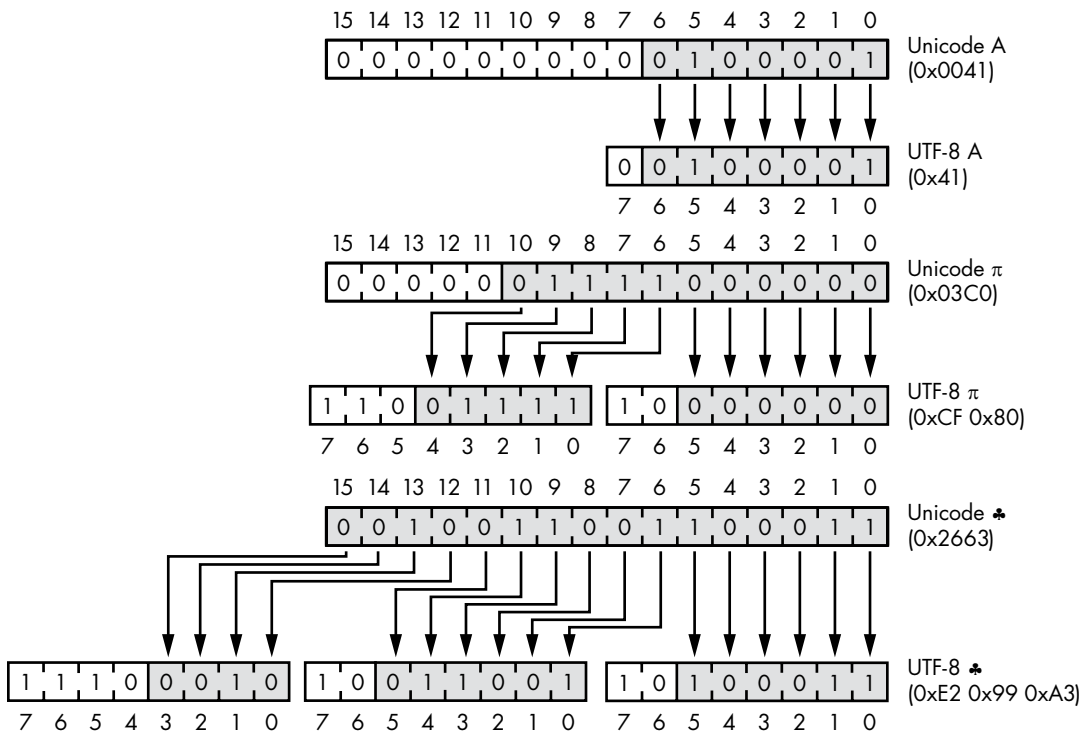 15 14 13 12 11 10 9 8 7 6 5 4 3 2 1 0
0 0 0 0 0 0 0 0 0 0 1 0 0 0 0 1
Unicode A
(0x0041)
0 0 1 0 0 0 0 1
UTF-8 A
(0x41)
7 6 5 4 3 2 1 0
15 14 13 12 11 10 9 8 7 6 5 4 3 2 1 0
0 0 0 0 0 0 1 1 1 1 0 0 0 0 0 0
Unicode π
(0x03C0)
1 1 0 0 1 1 1 1 1 0 0 0 0 0 0 0
UTF-8 π
(0xCF 0x80)
7 6 5 4 3 2 1 0 7 6 5 4 3 2 1 0
15 14 13 12 11 10 9 8 7 6 5 4 3 2 1 0
0 0 1 0 0 1 1 0 0 1 1 0 0 0 1 1
Unicode ♣
(0x2663)
1 1 1 0 0 0 1 0 1 0 0 1 1 0 0 1 1 0 1 0 0 0 1 1
UTF-8 ♣
(0xE2 0x99 0xA3)
7 6 5 4 3 2 1 0 7 6 5 4 3 2 1 0 7 6 5 4 3 2 1 0